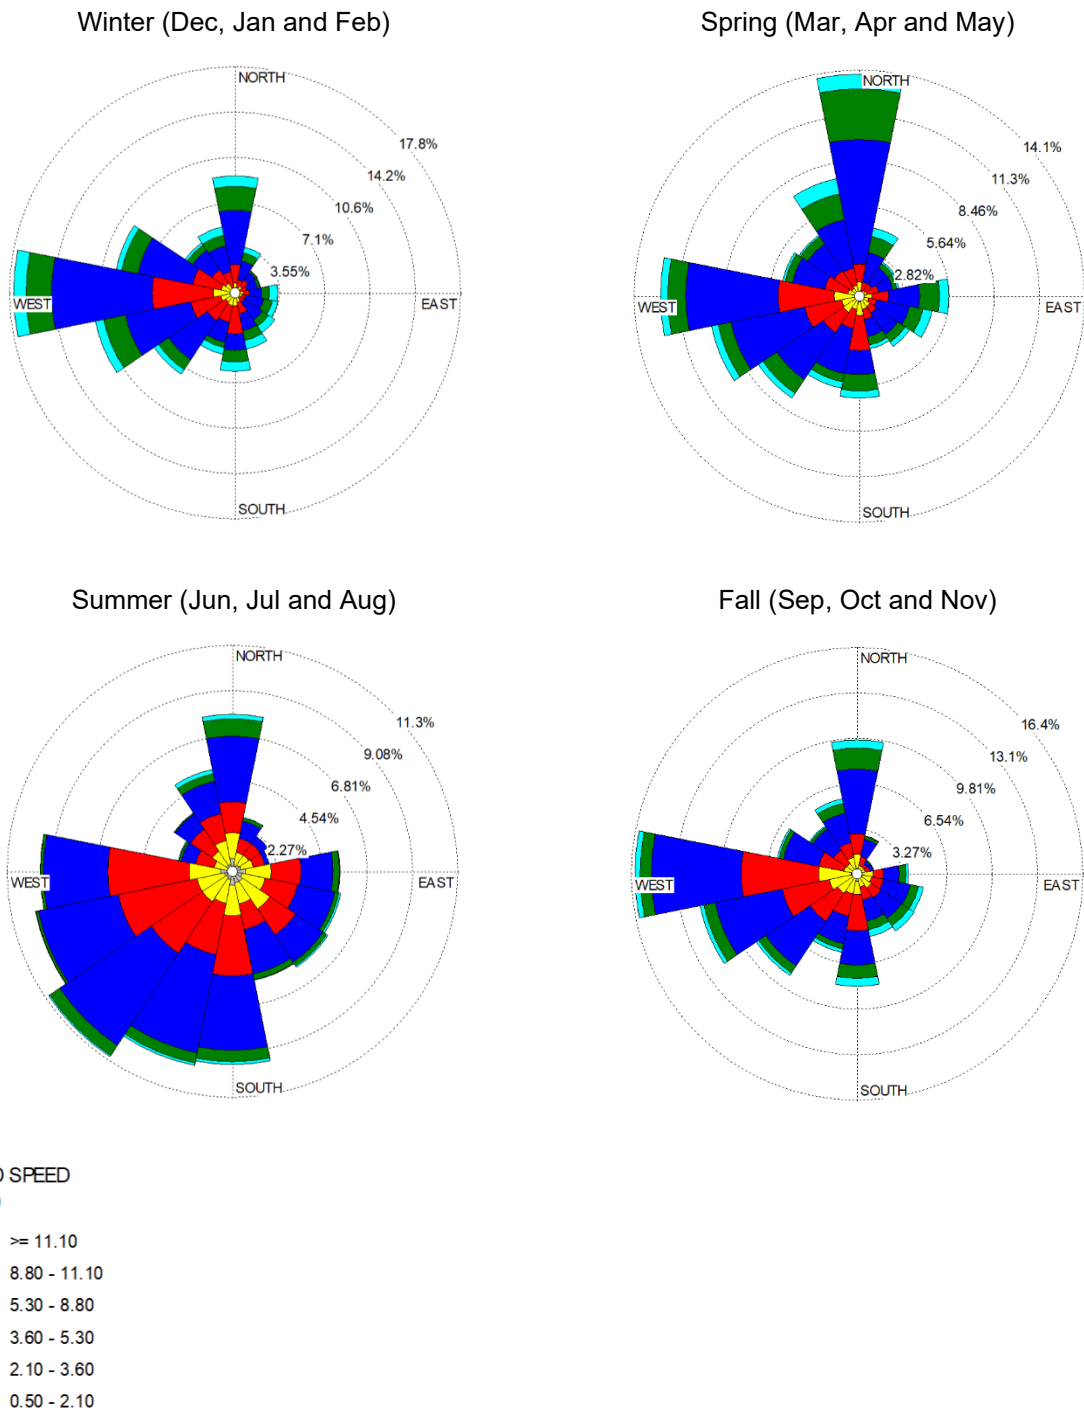 Winter (Dec, Jan and Feb)
NORTH
17.8%
14.2%
10.6%
7.1%
3.55%
WEST
EAST
SOUTH
Spring (Mar, Apr and May)
NORTH
14.1%
11.3%
8.46%
5.64%
2.82%
WEST
EAST
SOUTH
Summer (Jun, Jul and Aug)
NORTH
11.3%
9.08%
6.81%
4.54%
2.27%
WEST
EAST
SOUTH
Fall (Sep, Oct and Nov)
NORTH
16.4%
13.1%
9.81%
6.54%
3.27%
WEST
EAST
SOUTH
SPEED
>= 11.10
8.80 - 11.10
5.30 - 8.80
3.60 - 5.30
2.10 - 3.60
0.50 - 2.10